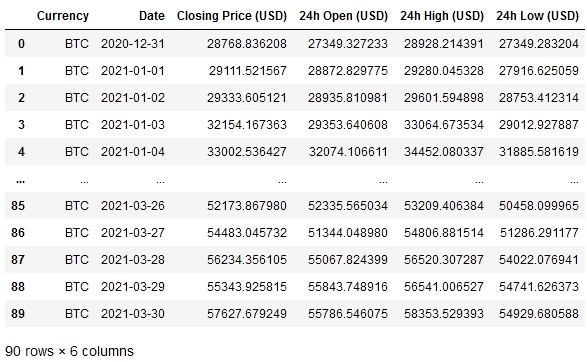 Currency Date Closing Price (USD) 24h Open (USD) 24h High (USD) 24h Low (USD)
0 BTC 2020-12-31 28768.836208 27349.327233 28928.214391 27349.283204
1 BTC 2021-01-01 29111.521567 28872.829775 29280.045328 27916.625059
2 BTC 2021-01-02 29333.605121 28935.810981 29601.594898 28753.412314
3 BTC 2021-01-03 32154.167363 29353.640608 33064.673534 29012.927887
4 BTC 2021-01-04 33002.536427 32074.106611 34452.080337 31885.581619
... ... ... ... ... ... ...
85 BTC 2021-03-26 52173.867980 52335.565034 53209.406384 50458.099965
86 BTC 2021-03-27 54483.045732 51344.048980 54806.881514 51286.291177
87 BTC 2021-03-28 56234.356105 55067.824399 56520.307287 54022.076941
88 BTC 2021-03-29 55343.925815 55843.748916 56541.006527 54741.626373
89 BTC 2021-03-30 57627.679249 55786.546075 58353.529393 54929.680588
90 rows × 6 columns